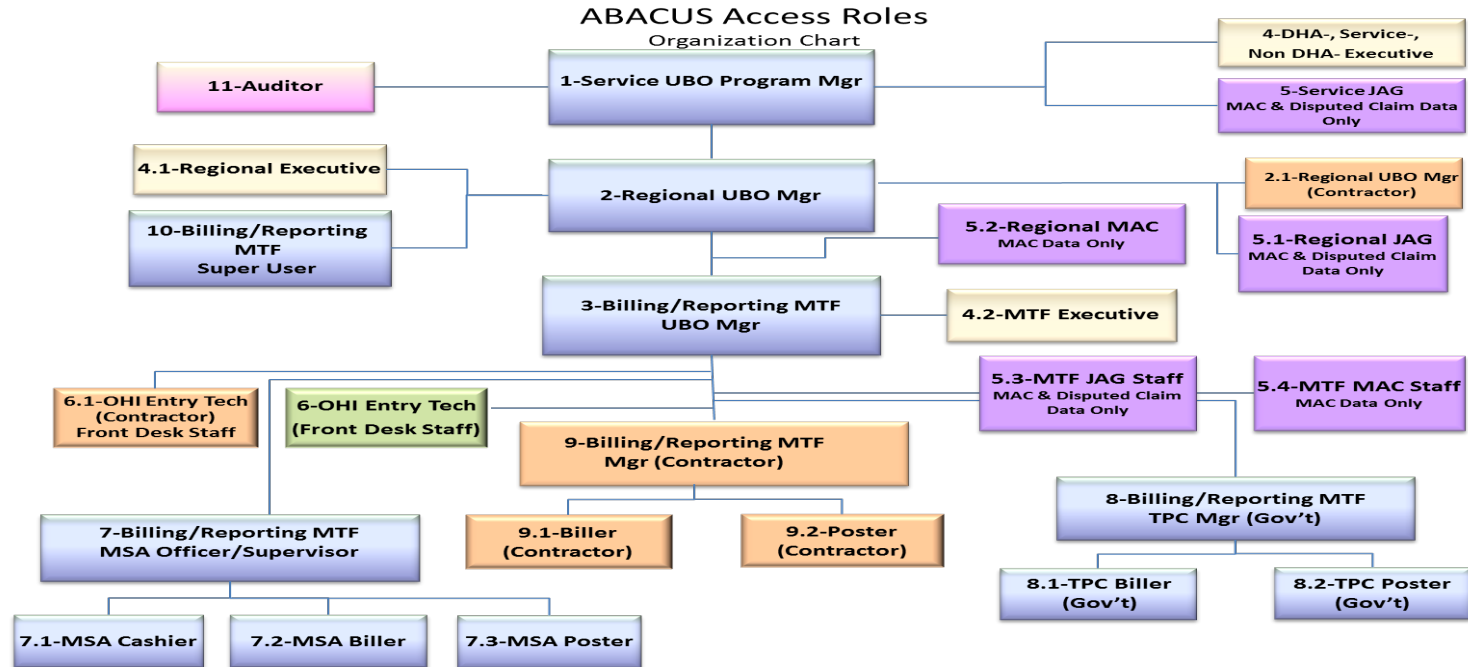 ABACUS Access Roles
Organization Chart
4-DHA-, Service-,
Non DHA- Executive
11-Auditor
1-Service UBO Program Mgr
5-Service JAG
MAC & Disputed Claim Data
Only
4.1-Regional Executive
2-Regional UBO Mgr
2.1-Regional UBO Mgr
(Contractor)
10-Billing/Reporting
MTF
Super User
5.2-Regional MAC
MAC Data Only
5.1-Regional JAG
MAC & Disputed Claim
Data Only
3-Billing/Reporting MTF
UBO Mgr
4.2-MTF Executive
6.1-OHI Entry Tech
(Contractor)
Front Desk Staff
6-OHI Entry Tech
(Front Desk Staff)
5.3-MTF JAG Staff
MAC & Disputed Claim
Data Only
5.4-MTF MAC Staff
MAC Data Only
9-Billing/Reporting MTF
Mgr (Contractor)
8-Billing/Reporting MTF
TPC Mgr (Gov’t)
7-Billing/Reporting MTF
MSA Officer/Supervisor
9.1-Biller
(Contractor)
9.2-Poster
(Contractor)
8.1-TPC Biller
(Gov’t)
8.2-TPC Poster
(Gov’t)
7.1-MSA Cashier
7.2-MSA Biller
7.3-MSA Poster